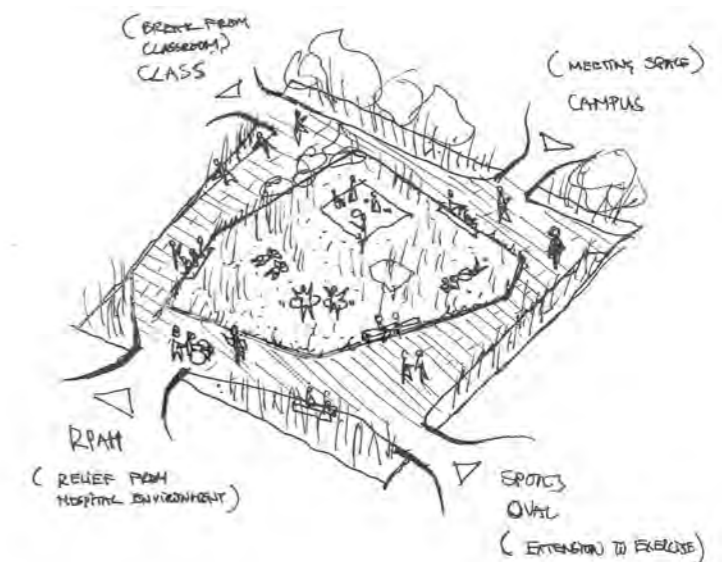 (BREAK FROM
CLASSROOM)
CLASS
(MEETING SPACE)
CAMPUS
RPAH
(RELIEF FROM
HOSPITAL ENVIRONMENT)
SPORTS
OVAL
(EXTENSION TO EXERCISE)